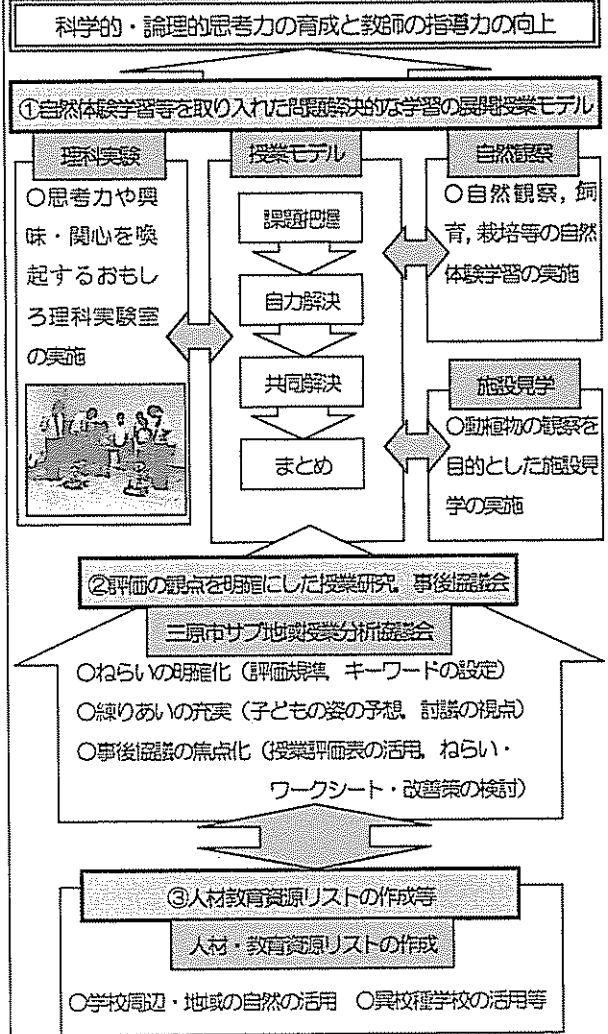 科学的・論理的思考力の育成と教師の指導力の向上
①自然体験学習等を取り入れた問題解決的な学習の展開授業モデル
理科実験
○思考力や興
味・関心を喚
起するおもし
ろ理科実験室
の実施
授業モデル
課題把握
自力解決
共同解決
まとめ
自然観察
○自然観察，飼
育，栽培等の自然
体験学習の実施
施設見学
○動植物の観察を
目的とした施設見
学の実施
②評価の観点を明確にした授業研究，事後協議会
三原市サブ地域授業分析協議会
○ねらいの明確化（評価規準，キーワードの設定）
○練りあいの充実（子どもの姿の予想，討議の視点）
○事後協議の焦点化（授業評価表の活用，ねらい・
ワークシート・改善策の検討）
③人材教育資源リストの作成等
人材・教育資源リストの作成
○学校周辺・地域の自然の活用　○異校種学校の活用等